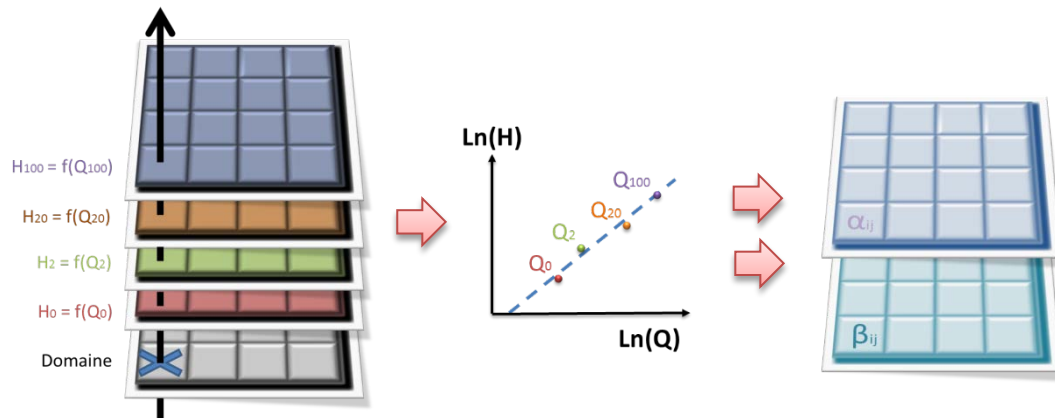 H₁₀₀ = f(Q₁₀₀)
H₂₀ = f(Q₂₀)
H₂ = f(Q₂)
H₀ = f(Q₀)
Domaine
Ln(H)
Q₁₀₀
Q₂₀
Q₂
Q₀
Ln(Q)
αᵢⱼ
βᵢⱼ